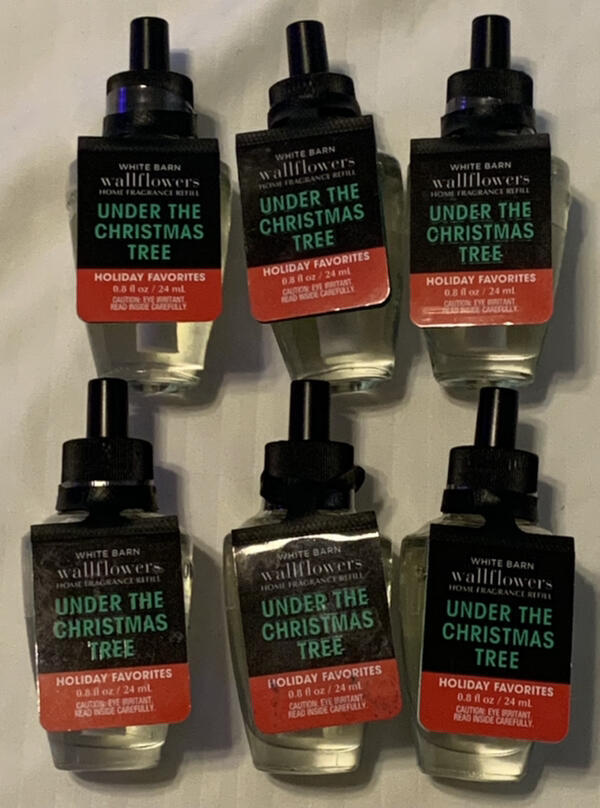 WHITE BARN
wallflowers
HOME FRAGRANCE REFILL
UNDER THE
CHRISTMAS
TREE
HOLIDAY FAVORITES
0.8 fl oz / 24 mL
CAUTION: EYE IRRITANT.
READ INSIDE CAREFULLY.
WHITE BARN
wallflowers
HOME FRAGRANCE REFILL
UNDER THE
CHRISTMAS
TREE
HOLIDAY FAVORITES
0.8 fl oz / 24 mL
CAUTION: EYE IRRITANT.
READ INSIDE CAREFULLY.
WHITE BARN
wallflowers
HOME FRAGRANCE REFILL
UNDER THE
CHRISTMAS
TREE
HOLIDAY FAVORITES
0.8 fl oz / 24 mL
CAUTION: EYE IRRITANT.
READ INSIDE CAREFULLY.
WHITE BARN
wallflowers
HOME FRAGRANCE REFILL
UNDER THE
CHRISTMAS
TREE
HOLIDAY FAVORITES
0.8 fl oz / 24 mL
CAUTION: EYE IRRITANT.
READ INSIDE CAREFULLY.
WHITE BARN
wallflowers
HOME FRAGRANCE REFILL
UNDER THE
CHRISTMAS
TREE
HOLIDAY FAVORITES
0.8 fl oz / 24 mL
CAUTION: EYE IRRITANT.
READ INSIDE CAREFULLY.
WHITE BARN
wallflowers
HOME FRAGRANCE REFILL
UNDER THE
CHRISTMAS
TREE
HOLIDAY FAVORITES
0.8 fl oz / 24 mL
CAUTION: EYE IRRITANT.
READ INSIDE CAREFULLY.